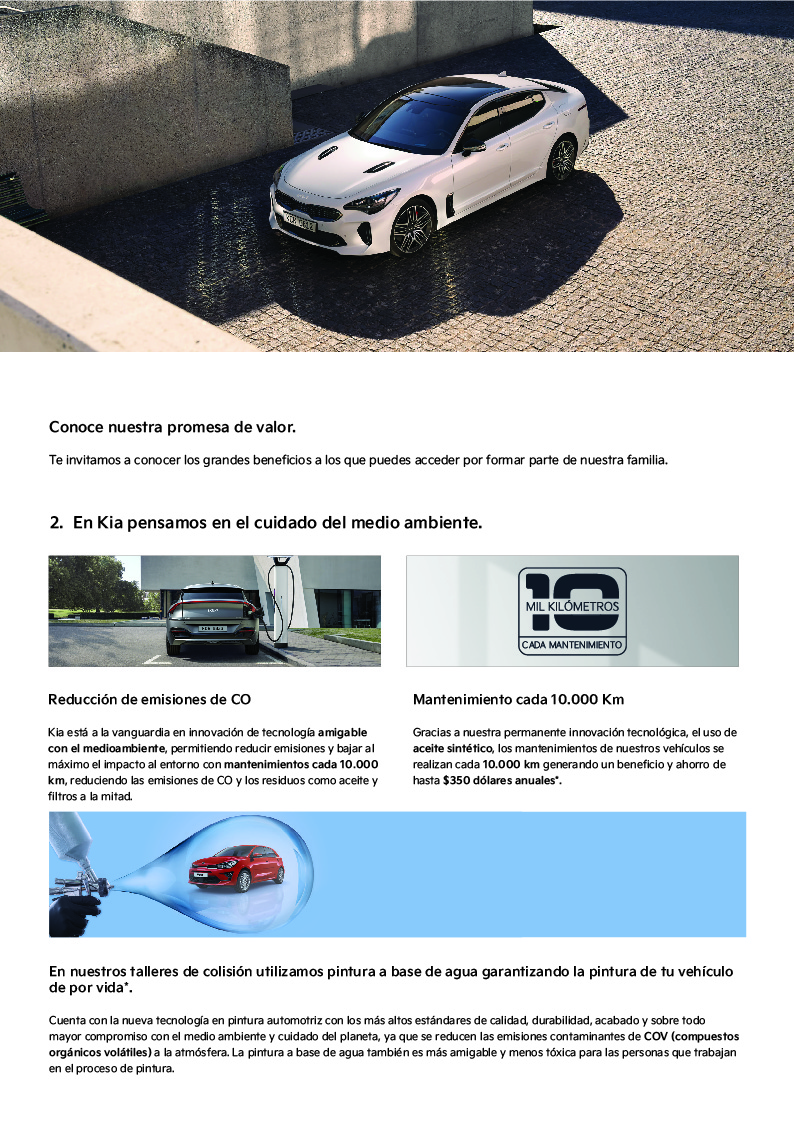 Conoce nuestra promesa de valor.
Te invitamos a conocer los grandes beneficios a los que puedes acceder por formar parte de nuestra familia.
2. En Kia pensamos en el cuidado del medio ambiente.
10
MIL KILÓMETROS
CADA MANTENIMIENTO
Reducción de emisiones de CO
Kia está a la vanguardia en innovación de tecnología amigable
con el medioambiente, permitiendo reducir emisiones y bajar al
máximo el impacto al entorno con mantenimientos cada 10.000
km, reduciendo las emisiones de CO y los residuos como aceite y
filtros a la mitad.
Mantenimiento cada 10.000 Km
Gracias a nuestra permanente innovación tecnológica, el uso de
aceite sintético, los mantenimientos de nuestros vehículos se
realizan cada 10.000 km generando un beneficio y ahorro de
hasta $350 dólares anuales*.
En nuestros talleres de colisión utilizamos pintura a base de agua garantizando la pintura de tu vehículo
de por vida*.
Cuenta con la nueva tecnología en pintura automotriz con los más altos estándares de calidad, durabilidad, acabado y sobre todo
mayor compromiso con el medio ambiente y cuidado del planeta, ya que se reducen las emisiones contaminantes de COV (compuestos
orgánicos volátiles) a la atmósfera. La pintura a base de agua también es más amigable y menos tóxica para las personas que trabajan
en el proceso de pintura.